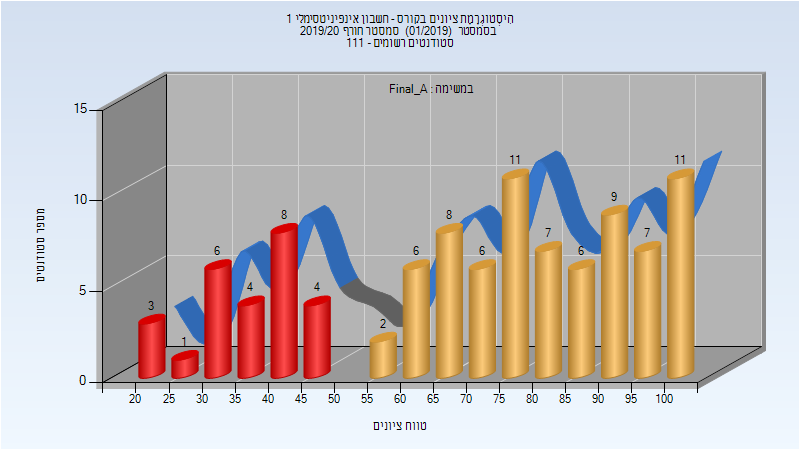 היסטוגרמת ציונים בקורס - חשבון אינפיניטסימלי 1
בסמסטר (01/2019) סמסטר חורף 2019/20
סטודנטים רשומים - 111
במשימה : Final_A
מספר סטודנטים
15
10
5
0
3
1
6
4
8
4
2
6
8
6
11
7
6
9
7
11
20 25 30 35 40 45 50 55 60 65 70 75 80 85 90 95 100
טווח ציונים